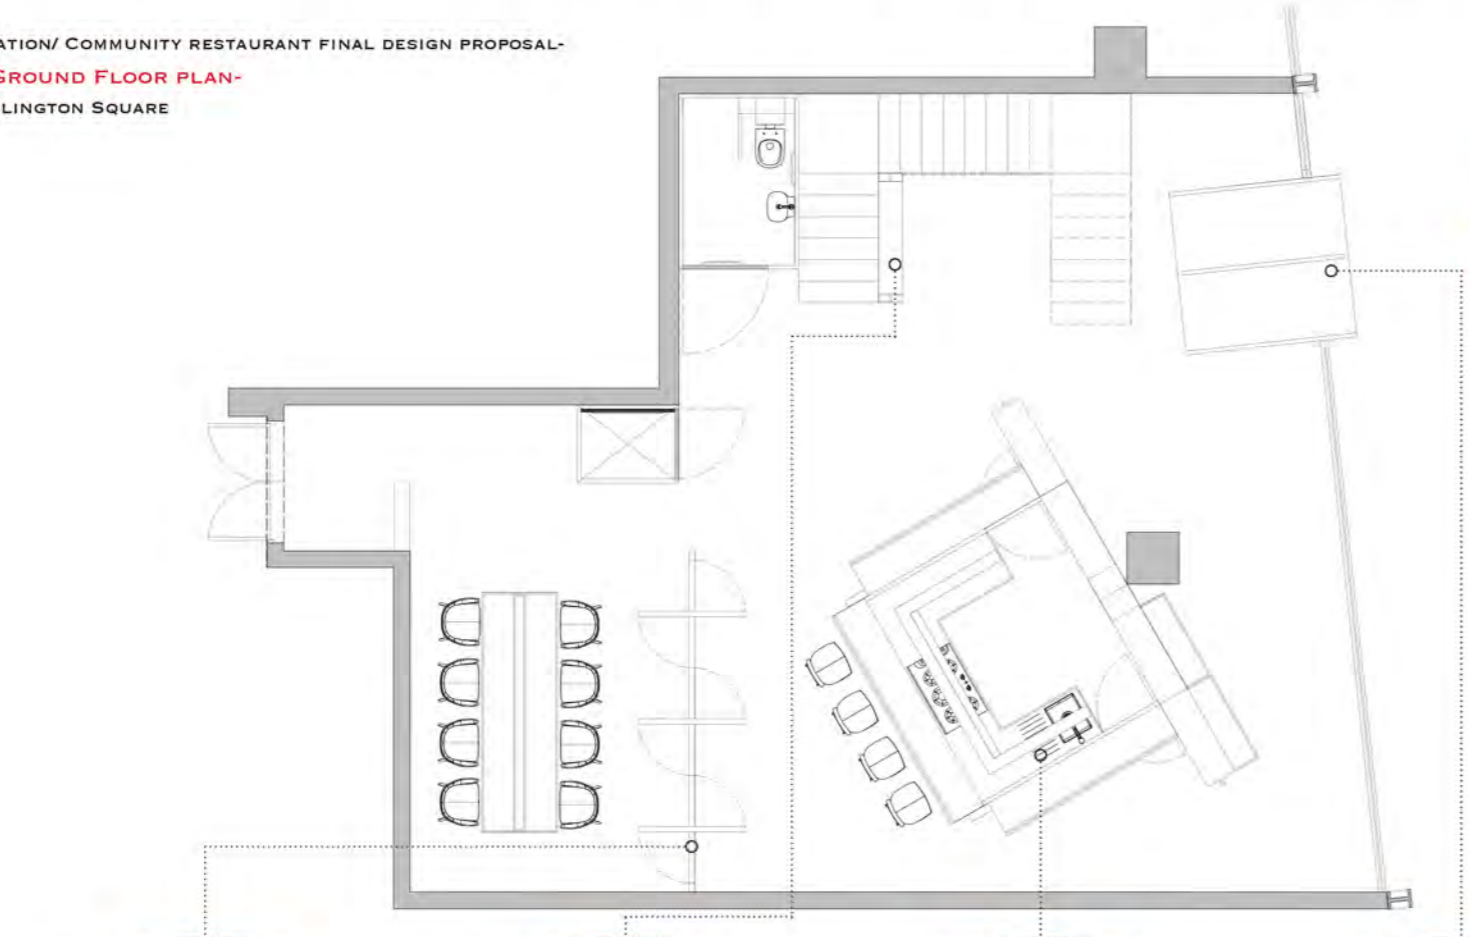 ATION/ COMMUNITY RESTAURANT FINAL DESIGN PROPOSAL-
GROUND FLOOR PLAN-
LINGTON SQUARE